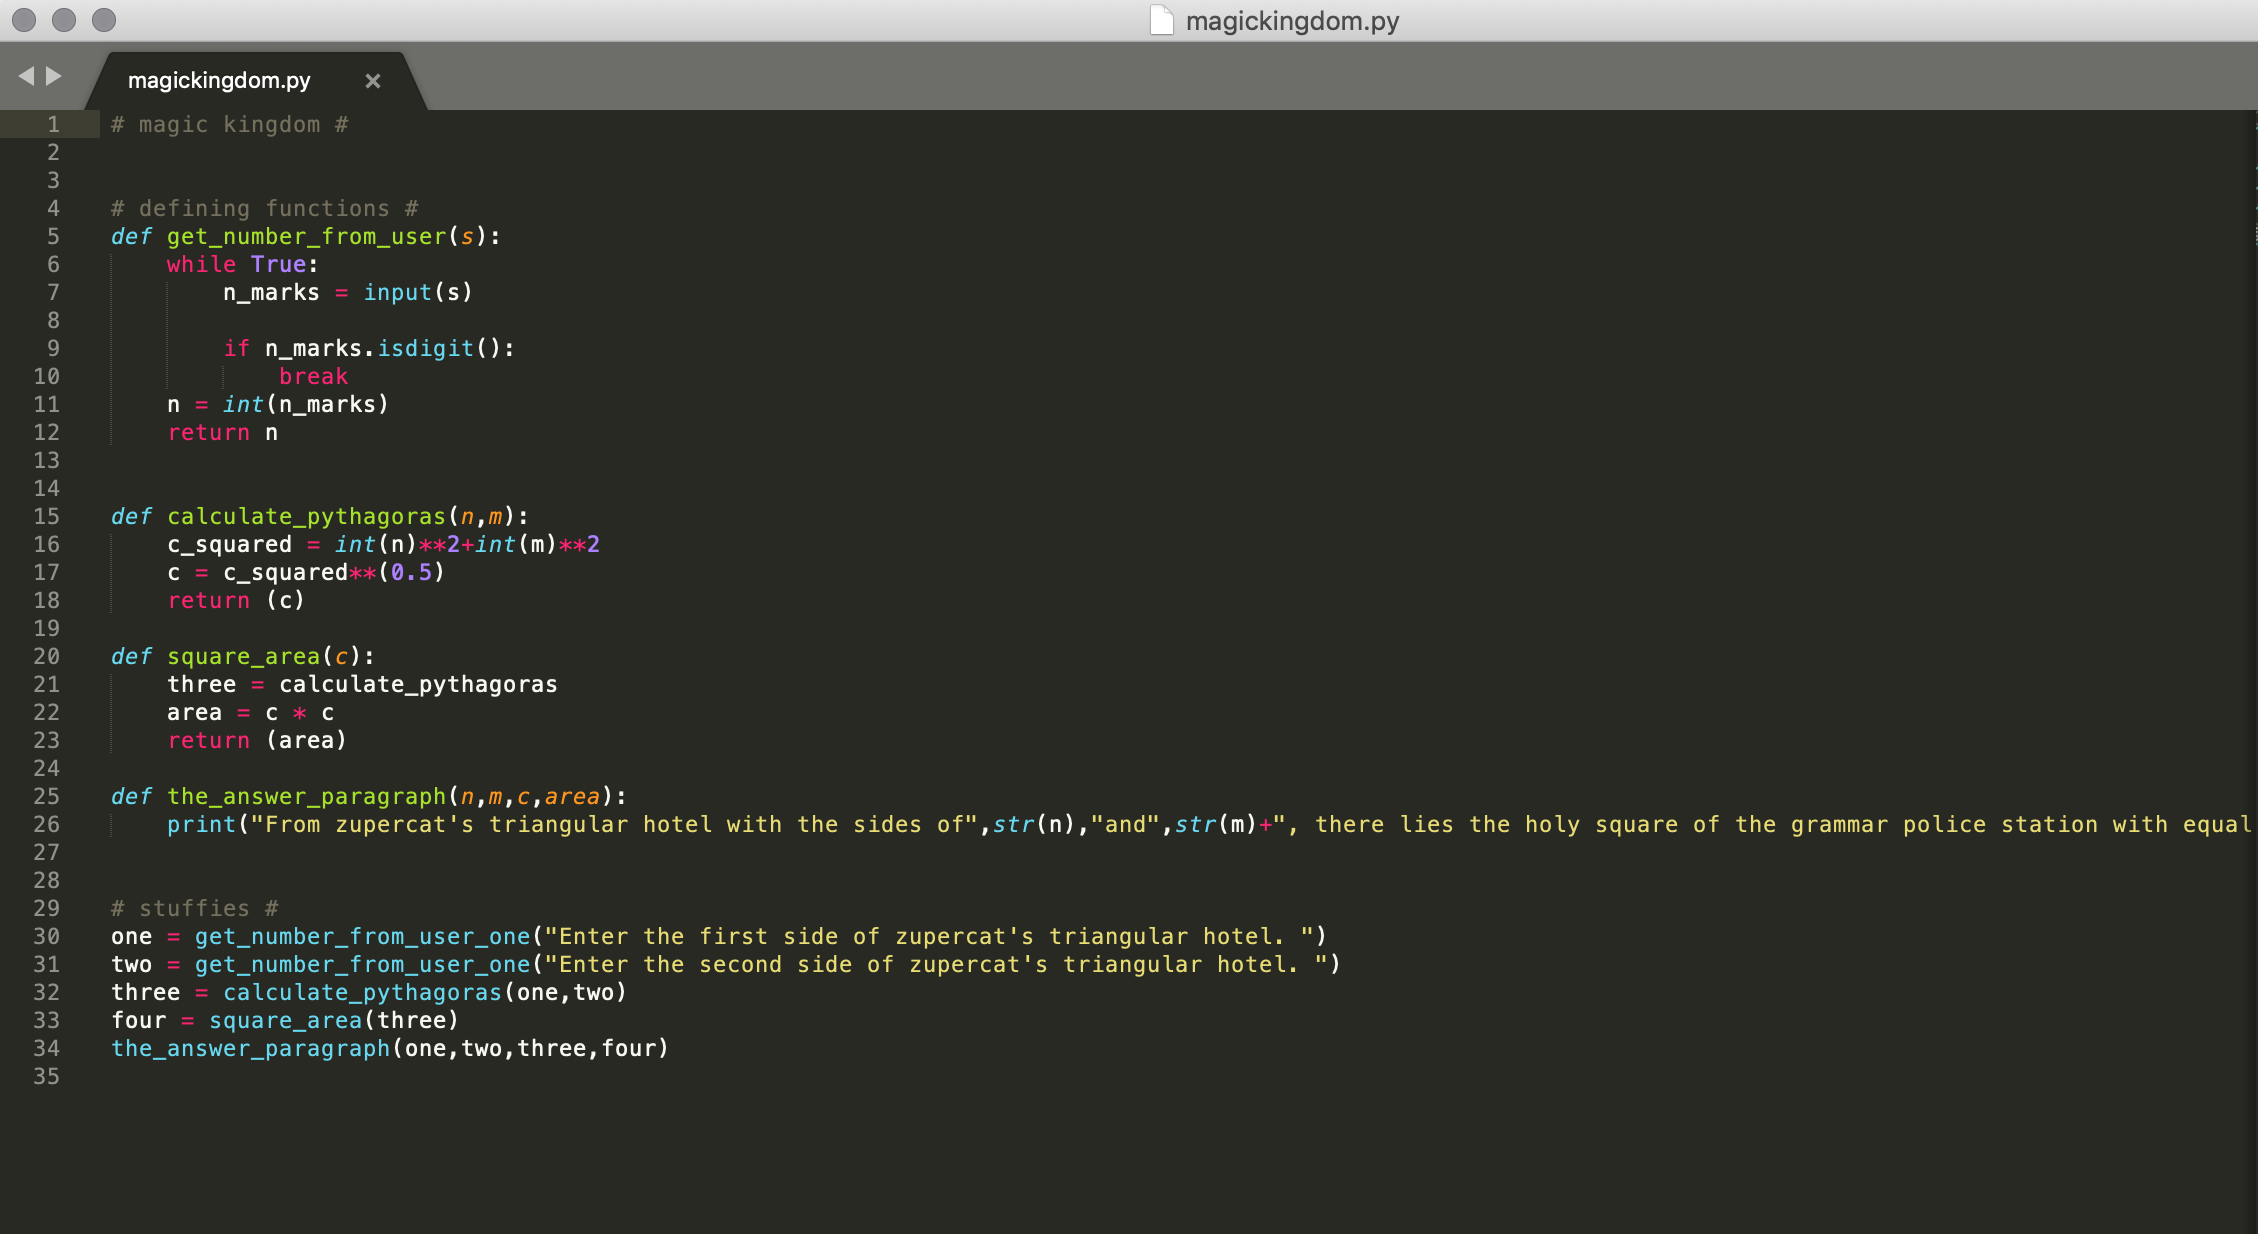 magickingdom.py
magickingdom.py ×
1 # magic kingdom #
2
3
4 # defining functions #
5 def get_number_from_user(s):
6     while True:
7         n_marks = input(s)
8
9         if n_marks.isdigit():
10             break
11     n = int(n_marks)
12     return n
13
14
15 def calculate_pythagoras(n,m):
16     c_squared = int(n)**2+int(m)**2
17     c = c_squared**(0.5)
18     return (c)
19
20 def square_area(c):
21     three = calculate_pythagoras
22     area = c * c
23     return (area)
24
25 def the_answer_paragraph(n,m,c,area):
26     print("From zupercat's triangular hotel with the sides of",str(n),"and",str(m)+", there lies the holy square of the grammar police station with equal
27
28
29 # stuffies #
30 one = get_number_from_user_one("Enter the first side of zupercat's triangular hotel. ")
31 two = get_number_from_user_one("Enter the second side of zupercat's triangular hotel. ")
32 three = calculate_pythagoras(one,two)
33 four = square_area(three)
34 the_answer_paragraph(one,two,three,four)
35